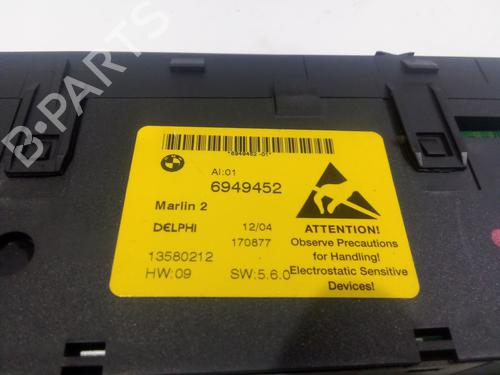 B-PARTS
*6949452-01*
AI:01
6949452
Marlin 2
DELPHI 12/04
170877
13580212
HW:09 SW:5.6.0
ATTENTION!
Observe Precautions
for Handling!
Electrostatic Sensitive
Devices!